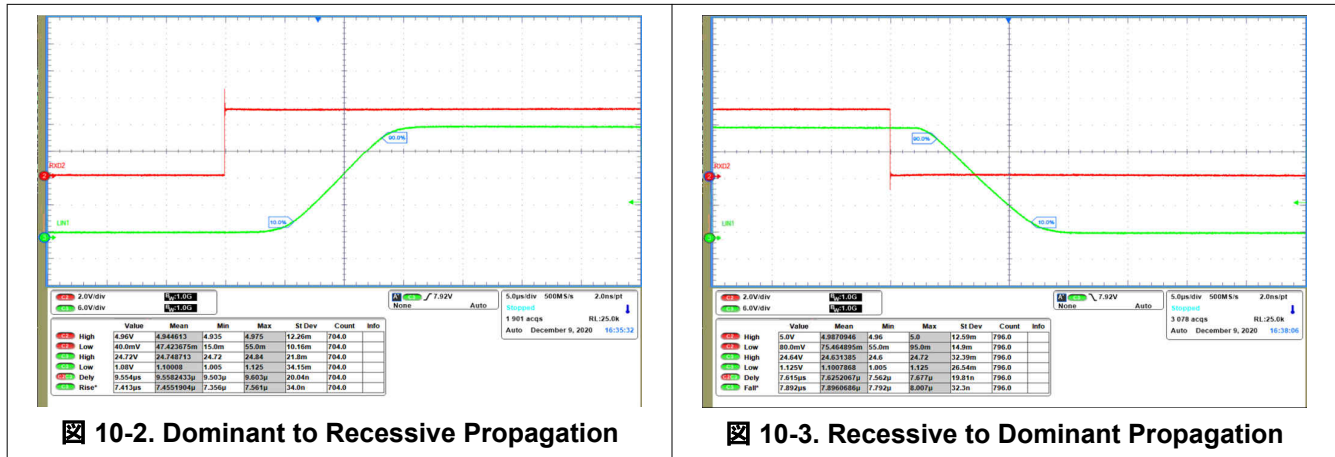 90.0%
RXD2
2
10.0%
LIN1
C2 2.0V/div BW:1.0G
C3 6.0V/div BW:1.0G
A' C3 7.92V
None Auto
5.0µs/div 500MS/s 2.0ns/pt
Stopped
1 901 acqs RL:25.0k
Auto December 9, 2020 16:35:32
Value Mean Min Max St Dev Count Info
C2 High 4.96V 4.944613 4.935 4.975 12.26m 704.0
C2 Low 40.0mV 47.423675m 15.0m 55.0m 10.16m 704.0
C3 High 24.72V 24.748713 24.72 24.84 21.8m 704.0
C3 Low 1.08V 1.10008 1.005 1.125 34.15m 704.0
Dely 9.554µs 9.5582433µ 9.503µ 9.603µ 20.04n 704.0
C3 Rise* 7.413µs 7.4551904µ 7.356µ 7.561µ 34.0n 704.0
図 10-2. Dominant to Recessive Propagation
90.0%
RXD2
2
10.0%
LIN1
C2 2.0V/div BW:1.0G
C3 6.0V/div BW:1.0G
A' C3 7.92V
None Auto
5.0µs/div 500MS/s 2.0ns/pt
Stopped
3 078 acqs RL:25.0k
Auto December 9, 2020 16:38:06
Value Mean Min Max St Dev Count Info
C2 High 5.0V 4.9870946 4.96 5.0 12.59m 796.0
C2 Low 80.0mV 75.464895m 55.0m 95.0m 14.9m 796.0
C3 High 24.64V 24.631385 24.6 24.72 32.39m 796.0
C3 Low 1.125V 1.1007868 1.005 1.125 26.54m 796.0
Dely 7.615µs 7.6252067µ 7.562µ 7.677µ 19.81n 796.0
C3 Fall* 7.892µs 7.8960686µ 7.792µ 8.007µ 32.3n 796.0
図 10-3. Recessive to Dominant Propagation